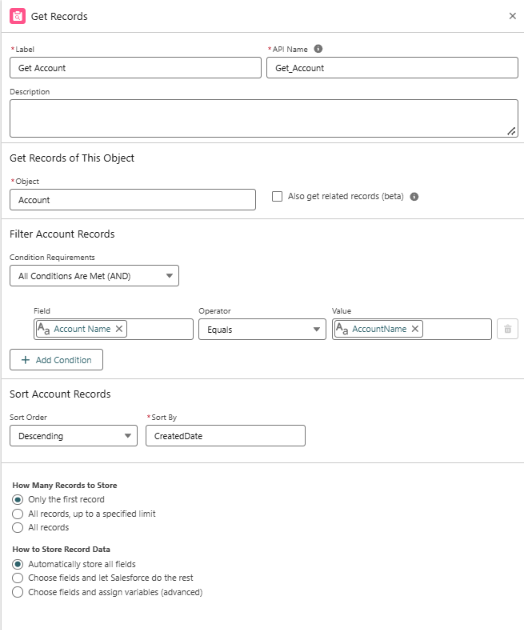 Get Records
*Label
*API Name
Get Account
Get_Account
Description
Get Records of This Object
*Object
Account
Also get related records (beta)
Filter Account Records
Condition Requirements
All Conditions Are Met (AND)
Field
Operator
Value
Aa Account Name
Equals
Aa AccountName
+ Add Condition
Sort Account Records
Sort Order
*Sort By
Descending
CreatedDate
How Many Records to Store
Only the first record
All records, up to a specified limit
All records
How to Store Record Data
Automatically store all fields
Choose fields and let Salesforce do the rest
Choose fields and assign variables (advanced)